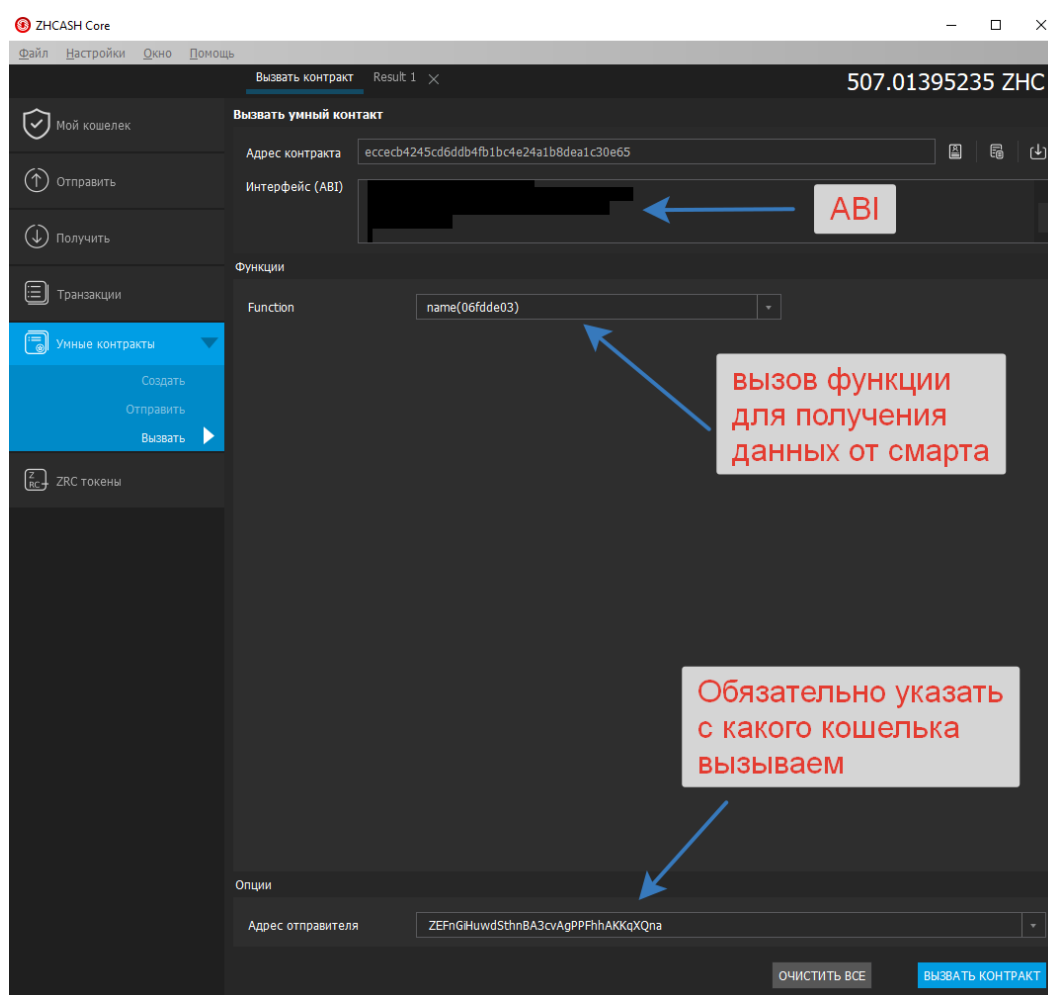 ZHCASH Core
Файл Настройки Окно Помощь
Вызвать контракт Result 1
507.01395235 ZHC
Мой кошелек
Отправить
Получить
Транзакции
Умные контракты
Создать
Отправить
Вызвать
ZRC токены
Вызвать умный контакт
Адрес контракта eccecb4245cd6ddb4fb1bc4e24a1b8dea1c30e65
Интерфейс (ABI)
ABI
Функции
Function name(06fdde03)
вызов функции
для получения
данных от смарта
Обязательно указать
с какого кошелька
вызываем
Опции
Адрес отправителя ZEFnGiHuwdSthnBA3cvAgPPFhhAKKqXQna
ОЧИСТИТЬ ВСЕ ВЫЗВАТЬ КОНТРАКТ